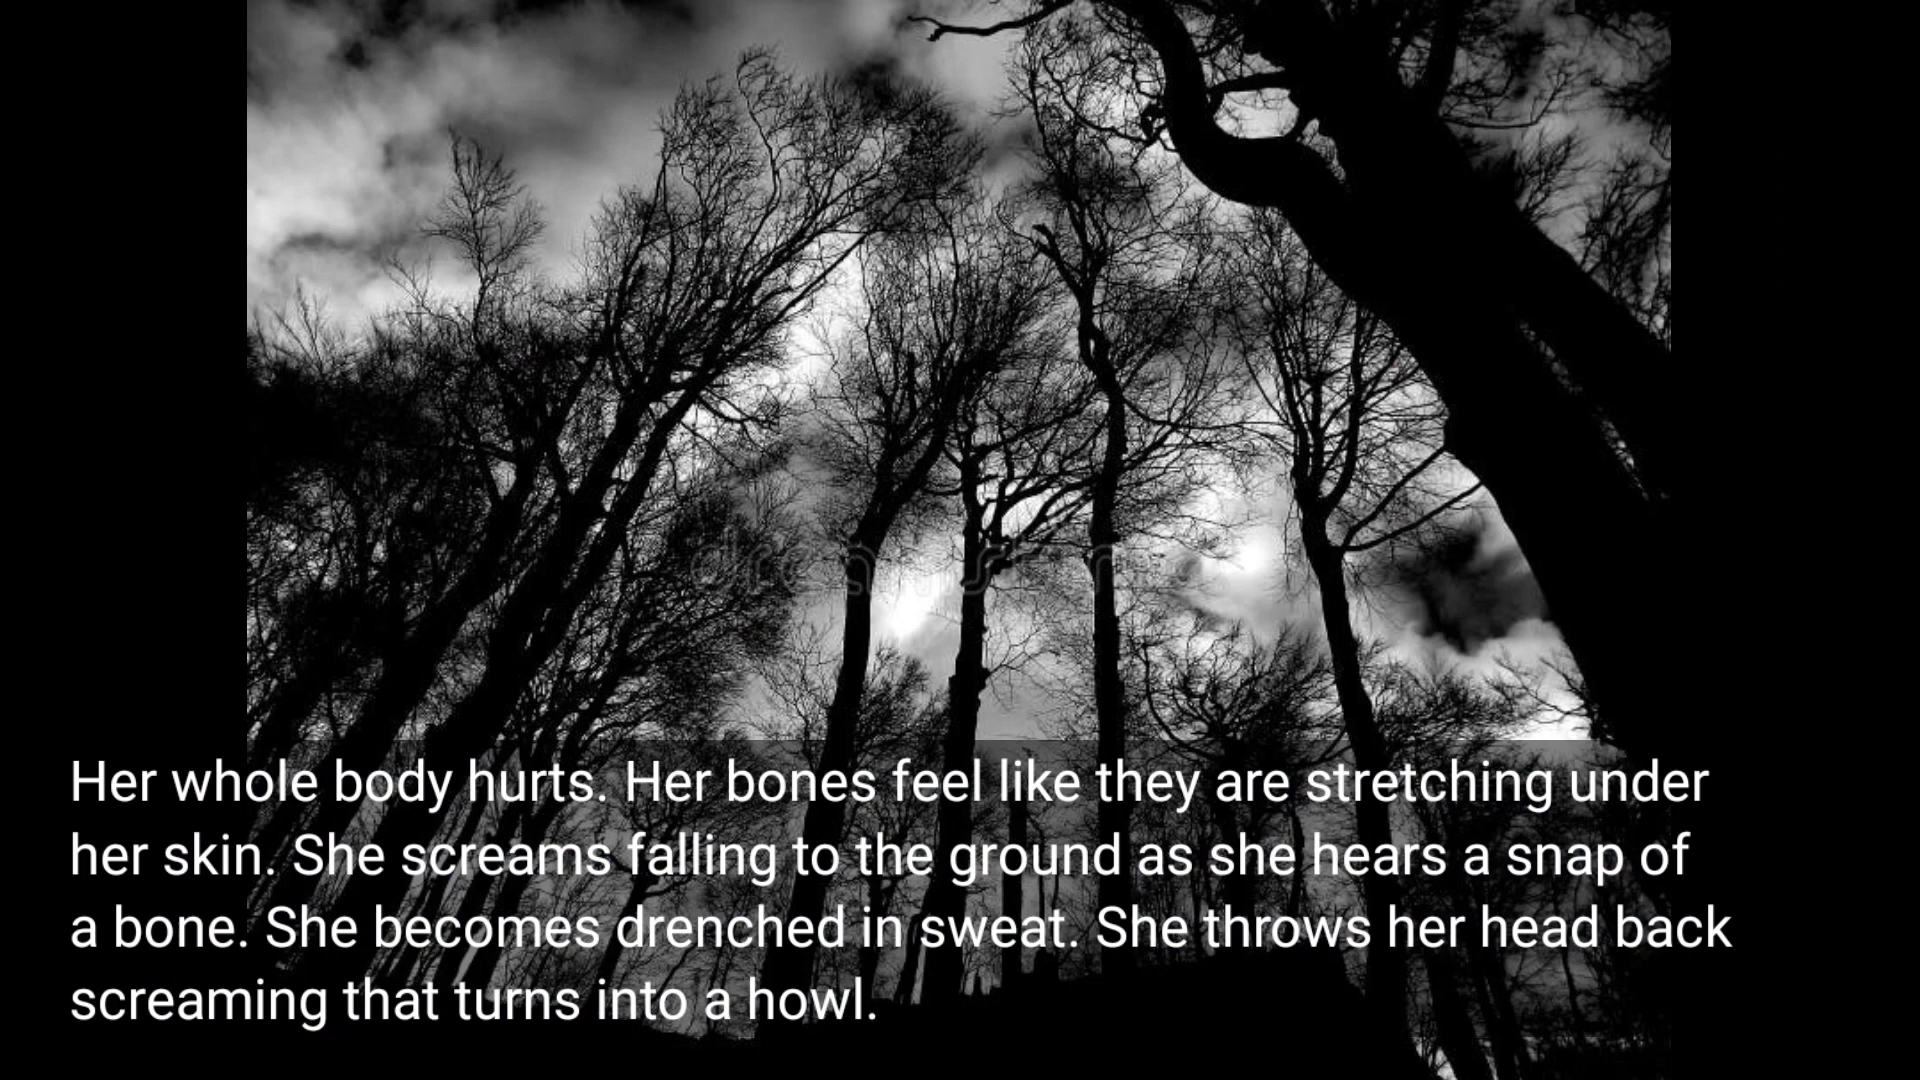 Her whole body hurts. Her bones feel like they are stretching under
her skin. She screams falling to the ground as she hears a snap of
a bone. She becomes drenched in sweat. She throws her head back
screaming that turns into a howl.